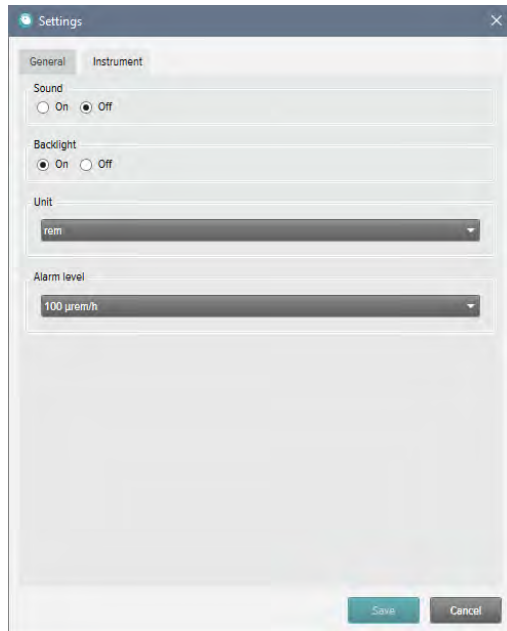 Settings
General Instrument
Sound
On Off
Backlight
On Off
Unit
rem
Alarm level
100 µrem/h
Save Cancel